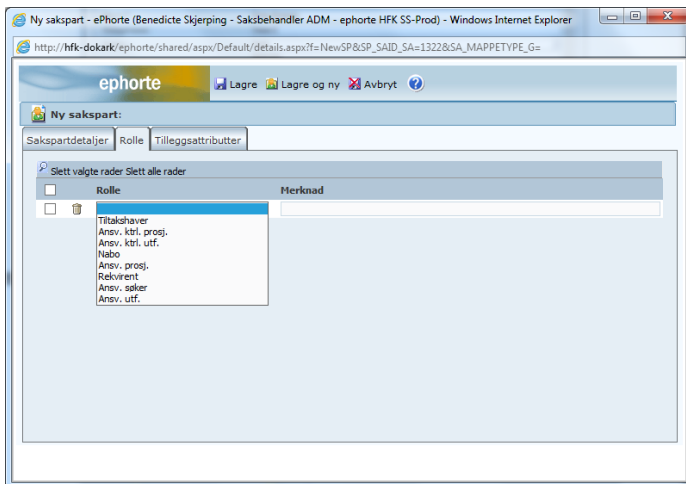 Ny sakspart - ePhorte (Benedicte Skjerping - Saksbehandler ADM - ephorte HFK SS-Prod) - Windows Internet Explorer
http://hfk-dokark/ephorte/shared/aspx/Default/details.aspx?f=NewSP&SP_SAID_SA=1322&SA_MAPPETYPE_G=
ephorte Lagre Lagre og ny Avbryt ?
Ny sakspart:
Sakspartdetaljer Rolle Tilleggsattributter
Slett valgte rader Slett alle rader
Rolle Merknad
Tiltakshaver
Ansv. ktrl. prosj.
Ansv. ktrl. utf.
Nabo
Ansv. prosj.
Rekvirent
Ansv. søker
Ansv. utf.